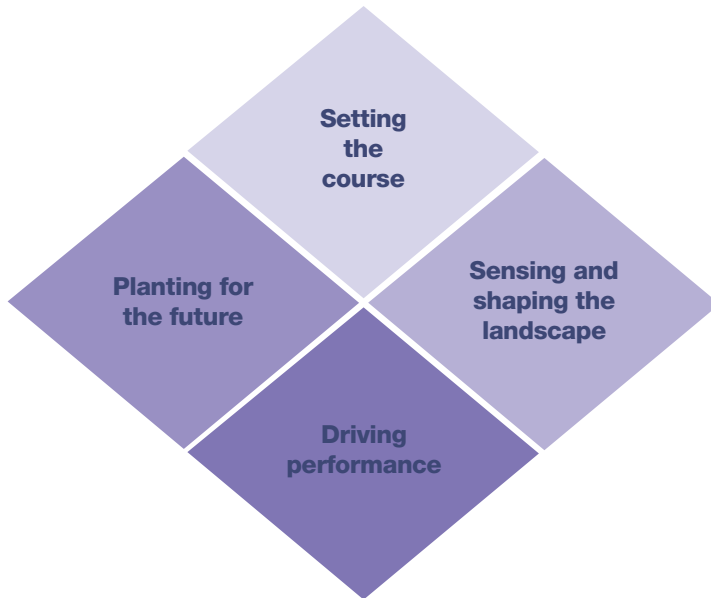 Setting
the
course
Planting for
the future
Sensing and
shaping the
landscape
Driving
performance